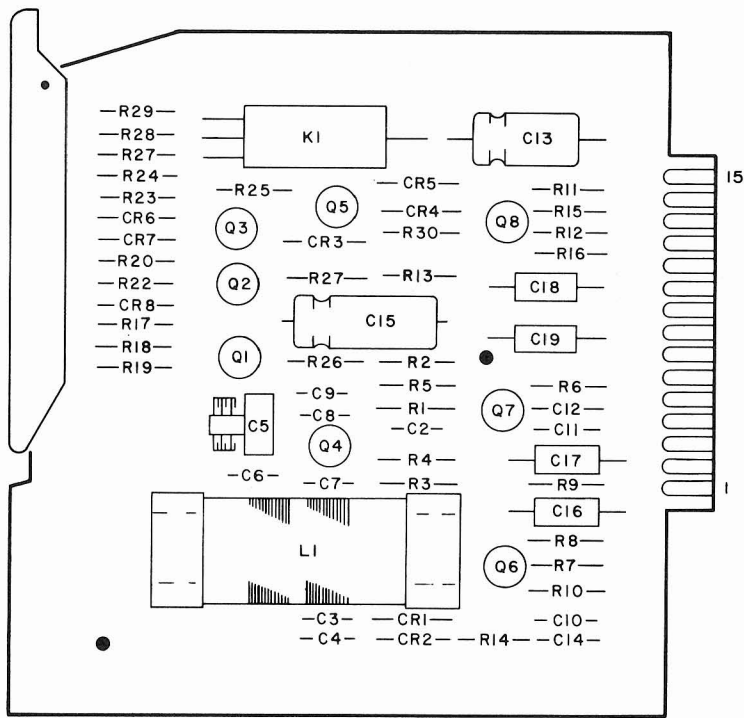 R29
R28
R27
R24
R23
CR6
CR7
R20
R22
CR8
R17
R18
R19
K1
C13
R25
Q5
CR5
CR4
R30
Q3
CR3
Q8
R11
R15
R12
R16
15
Q2
R27
R13
C18
C15
C19
Q1
R26
R2
R5
R1
C2
C9
C8
C5
Q4
Q7
R6
C12
C11
C6
C7
R4
R3
C17
R9
C16
1
L1
R8
Q6
R7
R10
C3
C4
CR1
CR2
R14
C10
C14